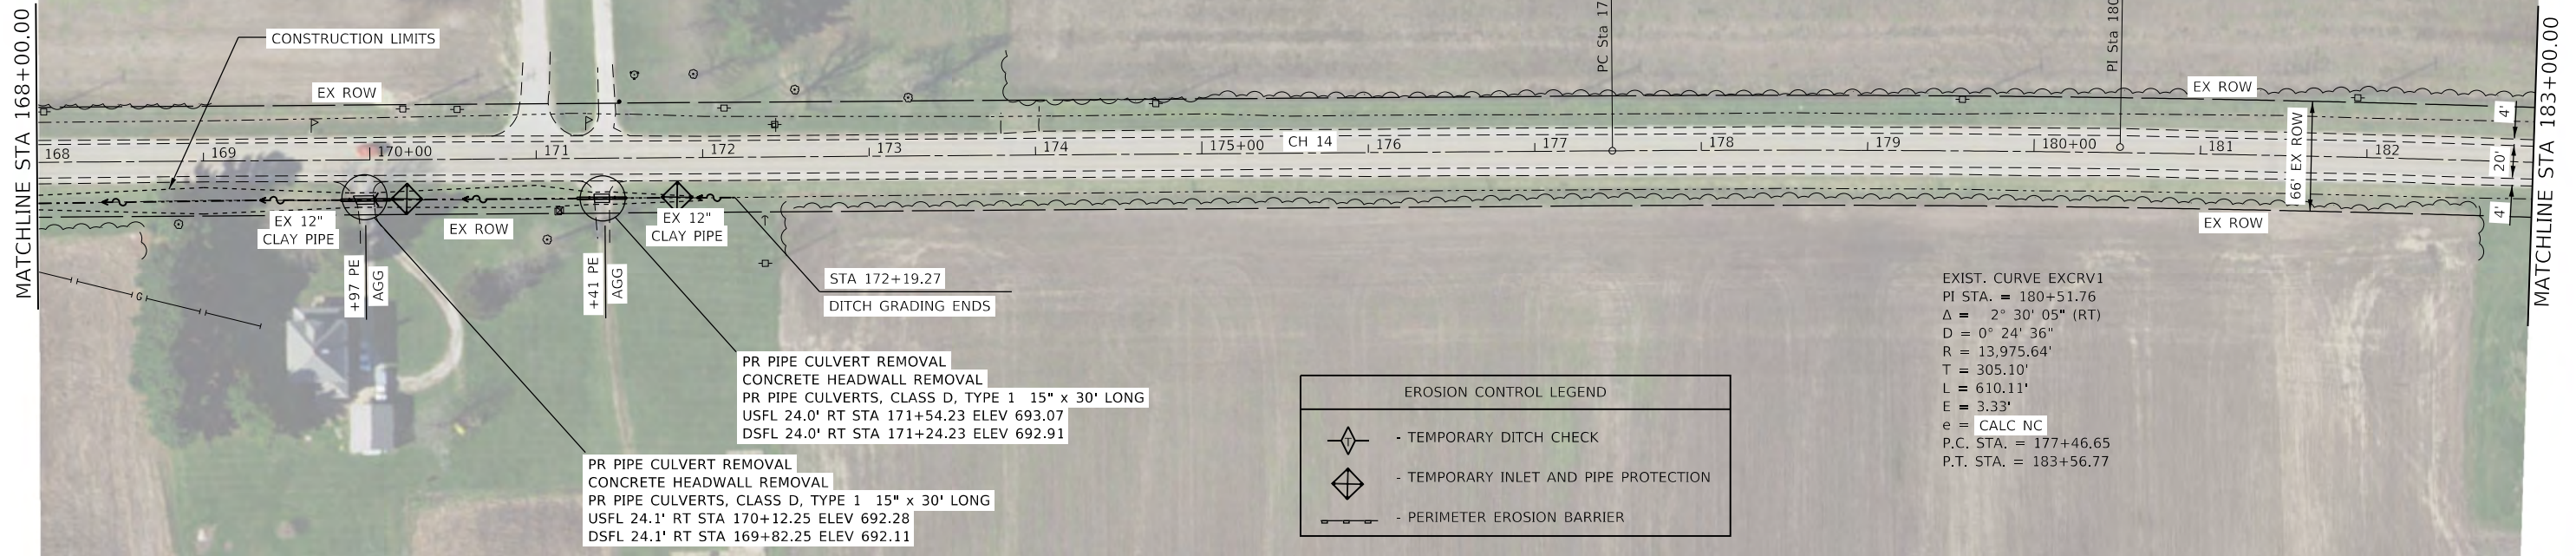 MATCHLINE STA 168+00.00
CONSTRUCTION LIMITS
EX ROW
168
169
170+00
171
172
173
174
175+00
CH 14
176
177
178
179
180+00
181
182
PC Sta 17
PI Sta 180
EX ROW
66' EX ROW
4'
20'
4'
EX ROW
MATCHLINE STA 183+00.00
EX 12"
CLAY PIPE
EX ROW
EX 12"
CLAY PIPE
+97 PE
AGG
+41 PE
AGG
G
STA 172+19.27
DITCH GRADING ENDS
PR PIPE CULVERT REMOVAL
CONCRETE HEADWALL REMOVAL
PR PIPE CULVERTS, CLASS D, TYPE 1 15" x 30' LONG
USFL 24.0' RT STA 171+54.23 ELEV 693.07
DSFL 24.0' RT STA 171+24.23 ELEV 692.91
PR PIPE CULVERT REMOVAL
CONCRETE HEADWALL REMOVAL
PR PIPE CULVERTS, CLASS D, TYPE 1 15" x 30' LONG
USFL 24.1' RT STA 170+12.25 ELEV 692.28
DSFL 24.1' RT STA 169+82.25 ELEV 692.11
EROSION CONTROL LEGEND
T - TEMPORARY DITCH CHECK
- TEMPORARY INLET AND PIPE PROTECTION
- PERIMETER EROSION BARRIER
EXIST. CURVE EXCRV1
PI STA. = 180+51.76
Δ = 2° 30' 05" (RT)
D = 0° 24' 36"
R = 13,975.64'
T = 305.10'
L = 610.11'
E = 3.33'
e = CALC NC
P.C. STA. = 177+46.65
P.T. STA. = 183+56.77